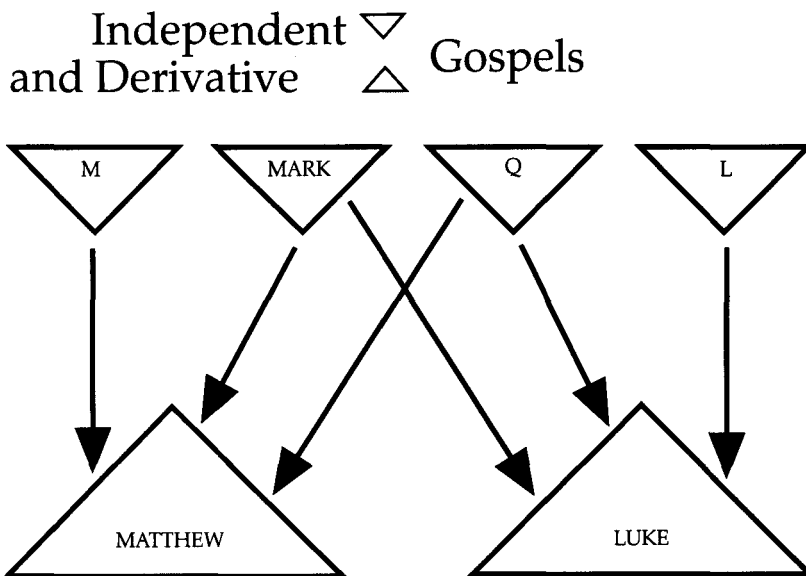 Independent
and Derivative
Gospels
M
MARK
Q
L
MATTHEW
LUKE